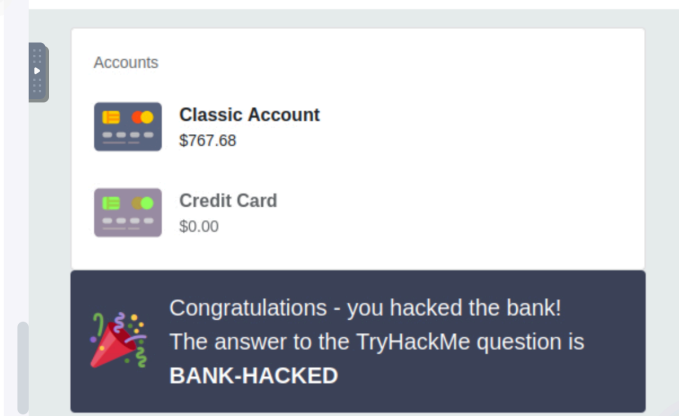 Accounts
Classic Account
$767.68
Credit Card
$0.00
Congratulations - you hacked the bank!
The answer to the TryHackMe question is
BANK-HACKED